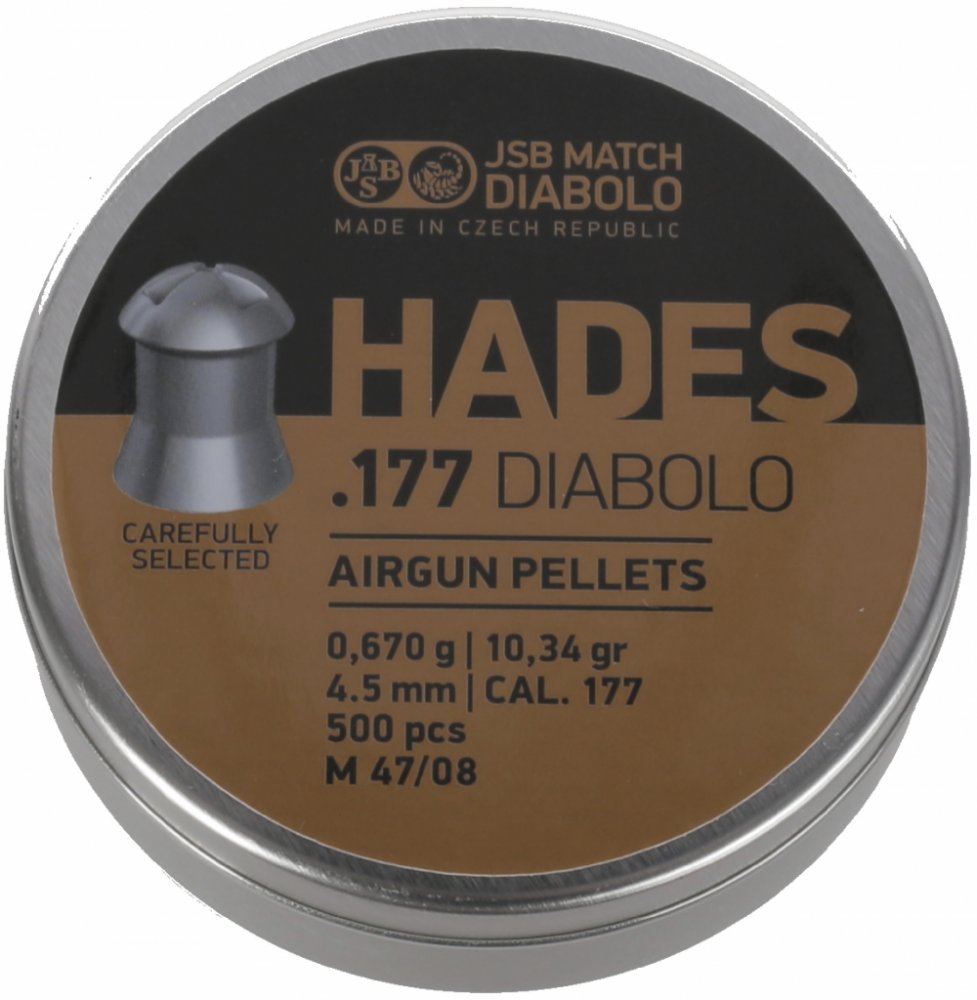 JSB
JSB MATCH
DIABOLO
MADE IN CZECH REPUBLIC
HADES
.177 DIABOLO
CAREFULLY
SELECTED
AIRGUN PELLETS
0,670 g | 10,34 gr
4.5 mm | CAL. 177
500 pcs
M 47/08